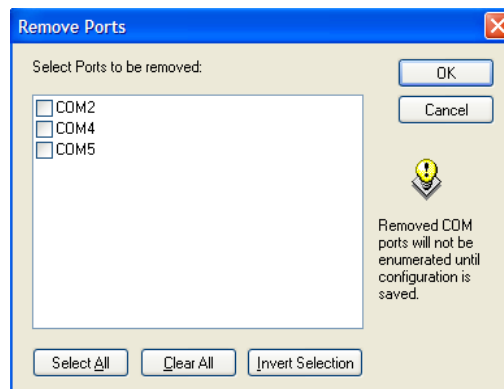 Remove Ports
Select Ports to be removed:
COM2
COM4
COM5
OK
Cancel
Removed COM
ports will not be
enumerated until
configuration is
saved.
Select All
Clear All
Invert Selection